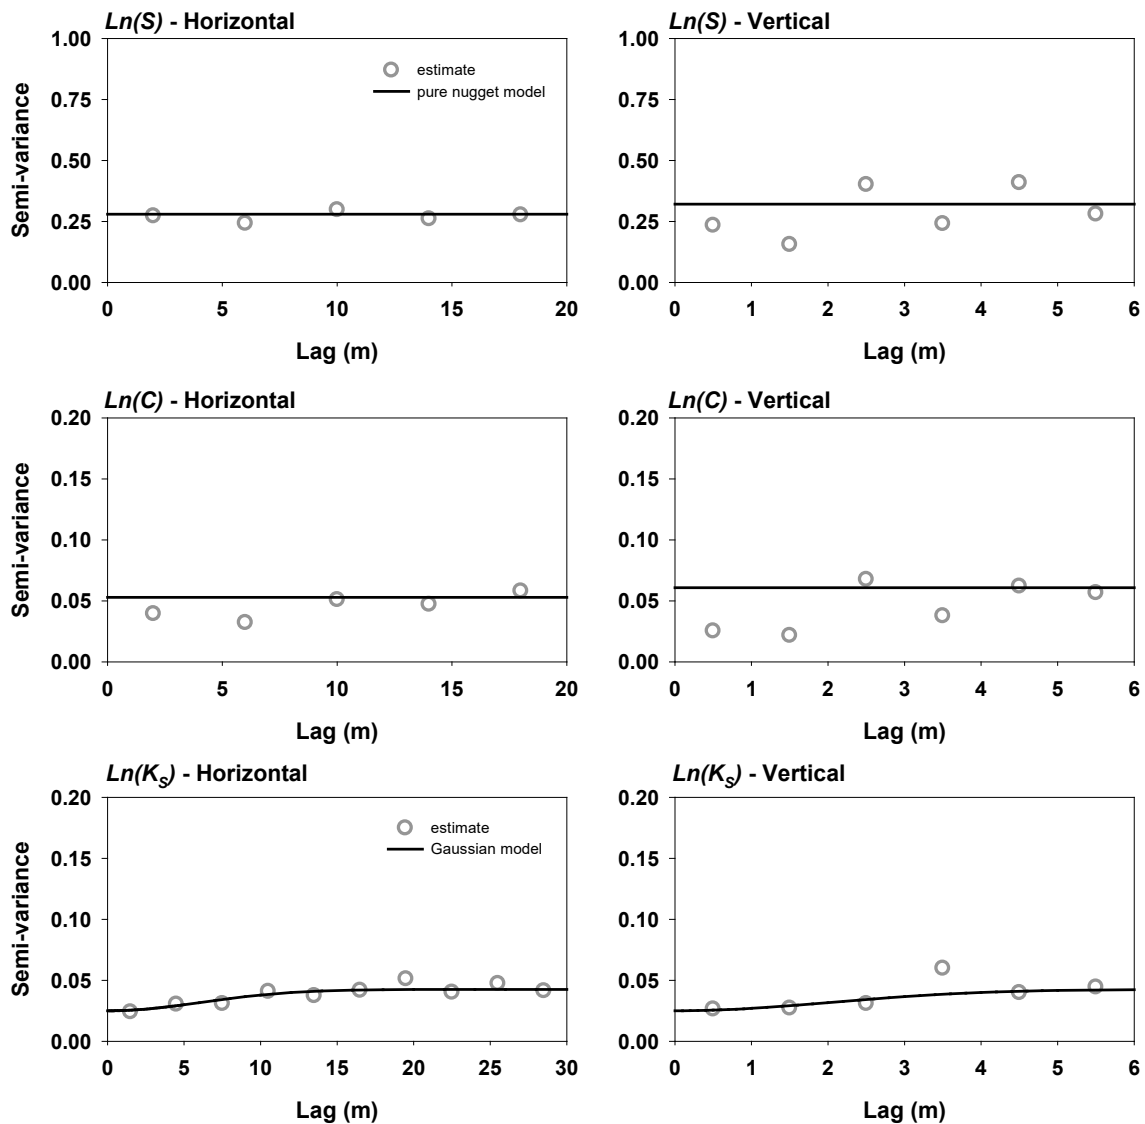 Ln(S) - Horizontal
1.00
0.75
0.50
0.25
0.00
Semi-variance
estimate
pure nugget model
0 5 10 15 20
Lag (m)
Ln(S) - Vertical
1.00
0.75
0.50
0.25
0.00
0 1 2 3 4 5 6
Lag (m)
Ln(C) - Horizontal
0.20
0.15
0.10
0.05
0.00
Semi-variance
0 5 10 15 20
Lag (m)
Ln(C) - Vertical
0.20
0.15
0.10
0.05
0.00
0 1 2 3 4 5 6
Lag (m)
Ln(K_S) - Horizontal
0.20
0.15
0.10
0.05
0.00
Semi-variance
estimate
Gaussian model
0 5 10 15 20 25 30
Lag (m)
Ln(K_S) - Vertical
0.20
0.15
0.10
0.05
0.00
0 1 2 3 4 5 6
Lag (m)